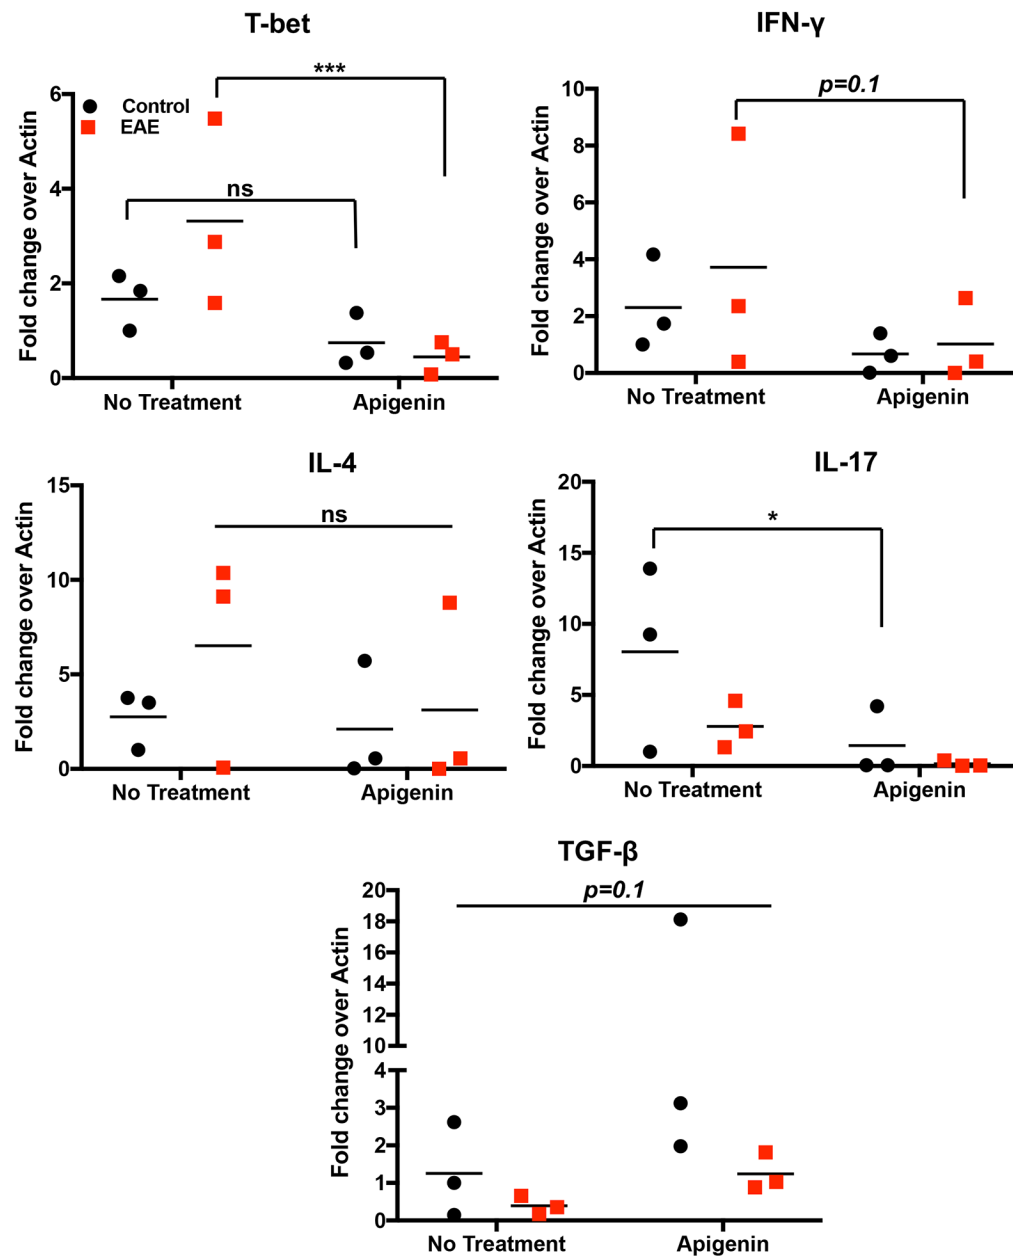 T-bet
Fold change over Actin
6
4
2
0
Control
EAE
***
ns
No Treatment
Apigenin
IFN-γ
Fold change over Actin
10
8
6
4
2
0
p=0.1
No Treatment
Apigenin
IL-4
Fold change over Actin
15
10
5
0
ns
No Treatment
Apigenin
IL-17
Fold change over Actin
20
15
10
5
0
*
No Treatment
Apigenin
TGF-β
Fold change over Actin
20
18
16
14
12
10
4
3
2
1
0
p=0.1
No Treatment
Apigenin